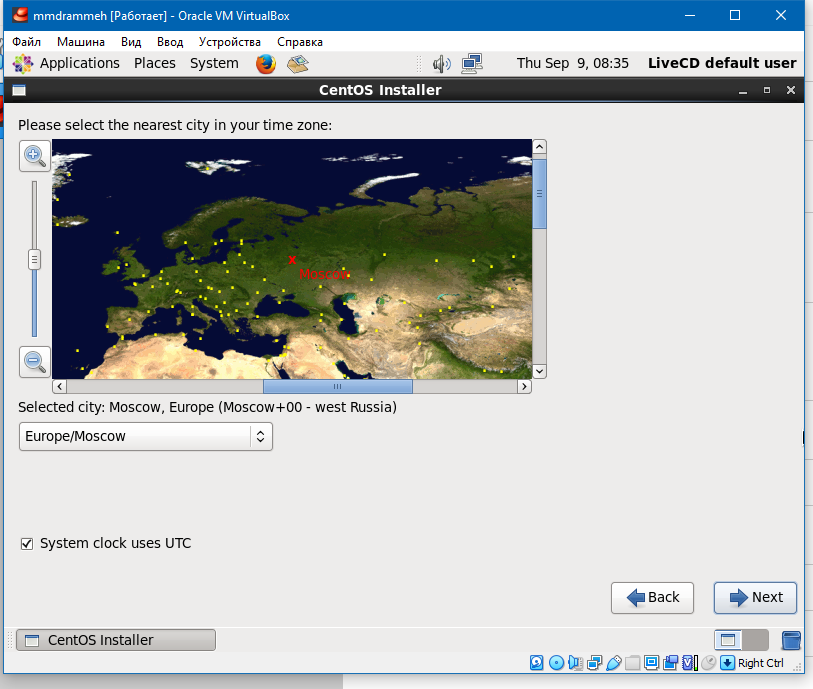 mmdrammeh [Работает] - Oracle VM VirtualBox
Файл Машина Вид Ввод Устройства Справка
Applications Places System Thu Sep 9, 08:35 LiveCD default user
CentOS Installer
Please select the nearest city in your time zone:
Moscow
Selected city: Moscow, Europe (Moscow+00 - west Russia)
Europe/Moscow
System clock uses UTC
Back Next
CentOS Installer
Right Ctrl